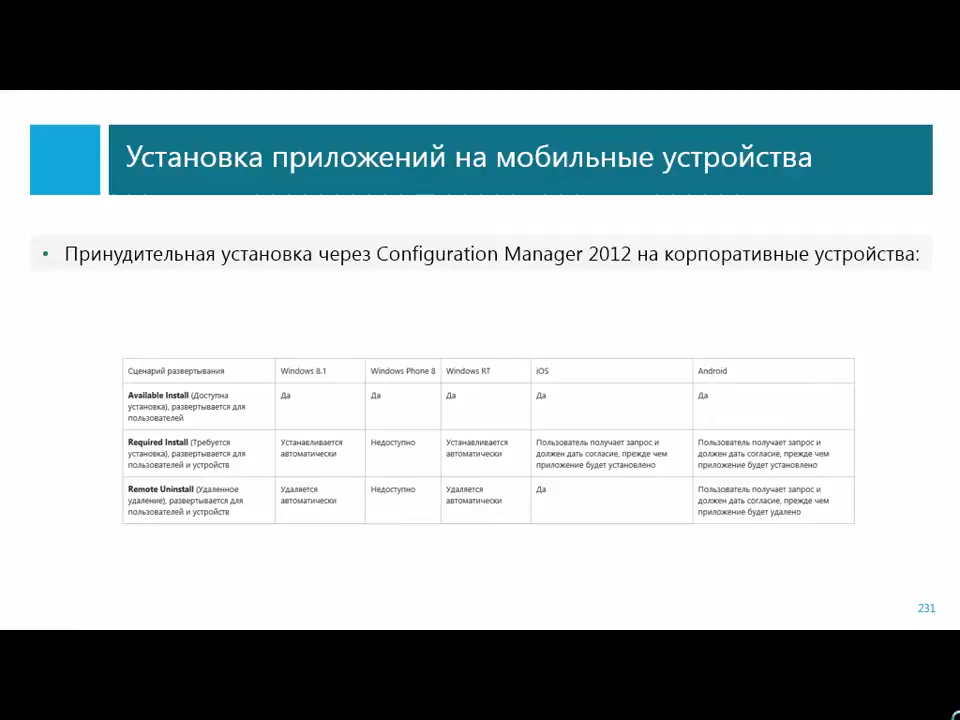 Установка приложений на мобильные устройства
• Принудительная установка через Configuration Manager 2012 на корпоративные устройства:
Сценарий развертывания Windows 8.1 Windows Phone 8 Windows RT iOS Android
Available Install (Доступна Да Да Да Да Да
установка), развертывается для
пользователей
Required Install (Требуется Устанавливается Недоступно Устанавливается Пользователь получает запрос и Пользователь получает запрос и
установка), развертывается для автоматически автоматически должен дать согласие, прежде чем должен дать согласие, прежде чем
пользователей и устройств приложение будет установлено приложение будет установлено
Remote Uninstall (Удаленное Удаляется Недоступно Удаляется Да Пользователь получает запрос и
удаление), развертывается для автоматически автоматически должен дать согласие, прежде чем
пользователей и устройств приложение будет удалено
231